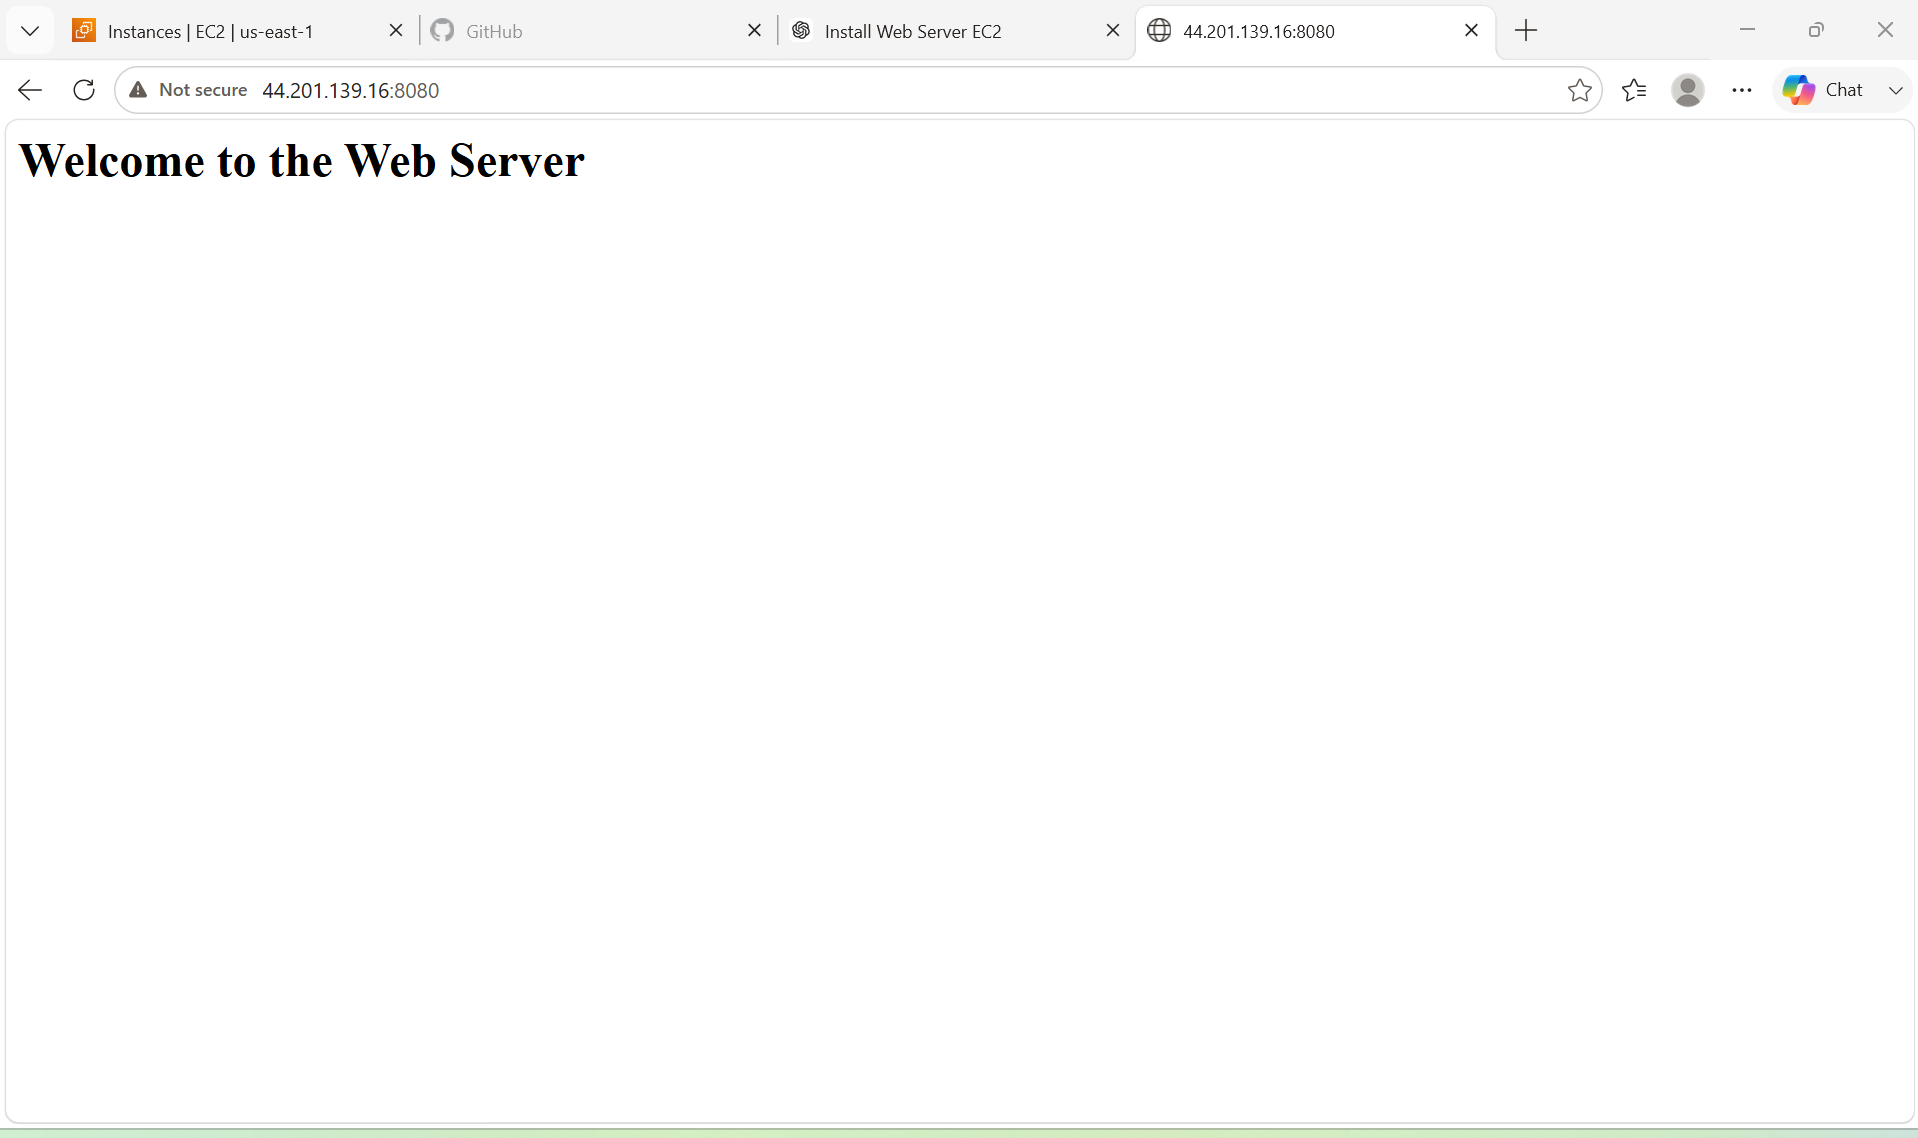 Instances | EC2 | us-east-1
GitHub
Install Web Server EC2
44.201.139.16:8080
Not secure 44.201.139.16:8080
Chat
Welcome to the Web Server